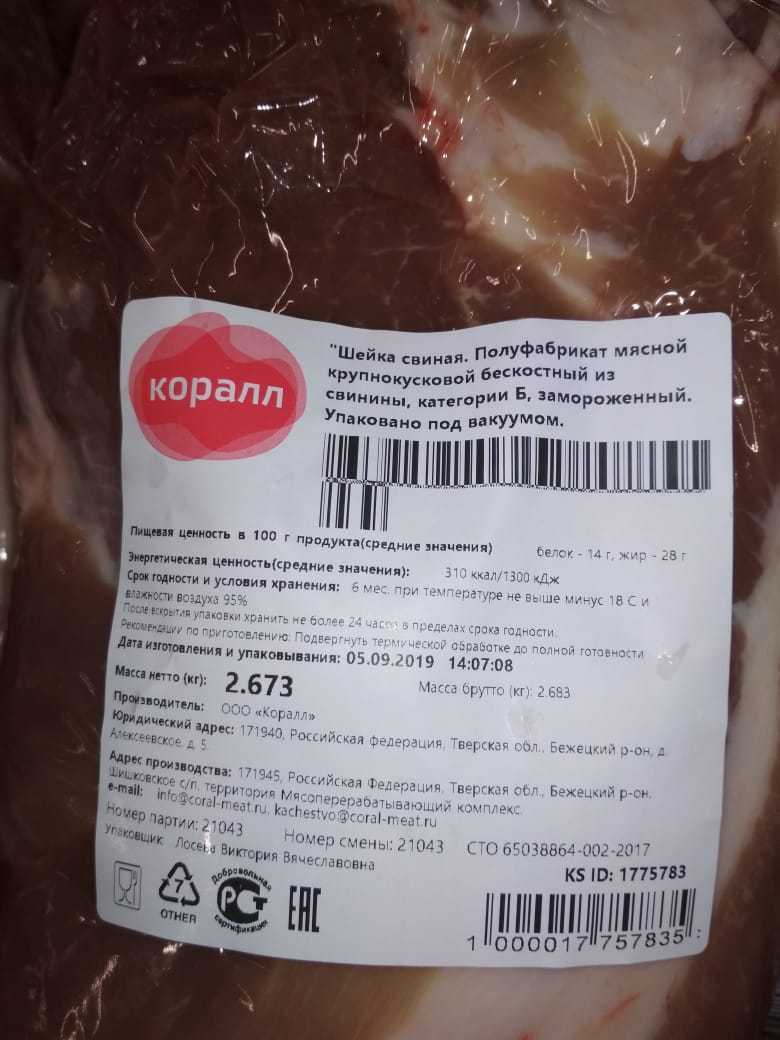 коралл
"Шейка свиная. Полуфабрикат мясной
крупнокусковой бескостный из
свинины, категории Б, замороженный.
Упаковано под вакуумом.
Пищевая ценность в 100 г продукта(средние значения) белок - 14 г, жир - 28 г
Энергетическая ценность(средние значения): 310 ккал/1300 кДж
Срок годности и условия хранения: 6 мес. при температуре не выше минус 18 С и
влажности воздуха 95%
После вскрытия упаковки хранить не более 24 часов в пределах срока годности.
Рекомендации по приготовлению: Подвергнуть термической обработке до полной готовности
Дата изготовления и упаковывания: 05.09.2019 14:07:08
Масса нетто (кг): 2.673 Масса брутто (кг): 2.683
Производитель: ООО «Коралл»
Юридический адрес: 171940, Российская федерация, Тверская обл., Бежецкий р-он, д.
Алексеевское, д. 5.
Адрес производства: 171945, Российская Федерация, Тверская обл., Бежецкий р-он.
Шишковское с/п, территория Мясоперерабатывающий комплекс.
e-mail: info@coral-meat.ru, kachestvo@coral-meat.ru
Номер партии: 21043 Номер смены: 21043 СТО 65038864-002-2017
Упаковщик Лосева Виктория Вячеславовна
KS ID: 1775783
7
OTHER
Добровольная
РСТ
сертификация
ЕАС
1 000017 757835